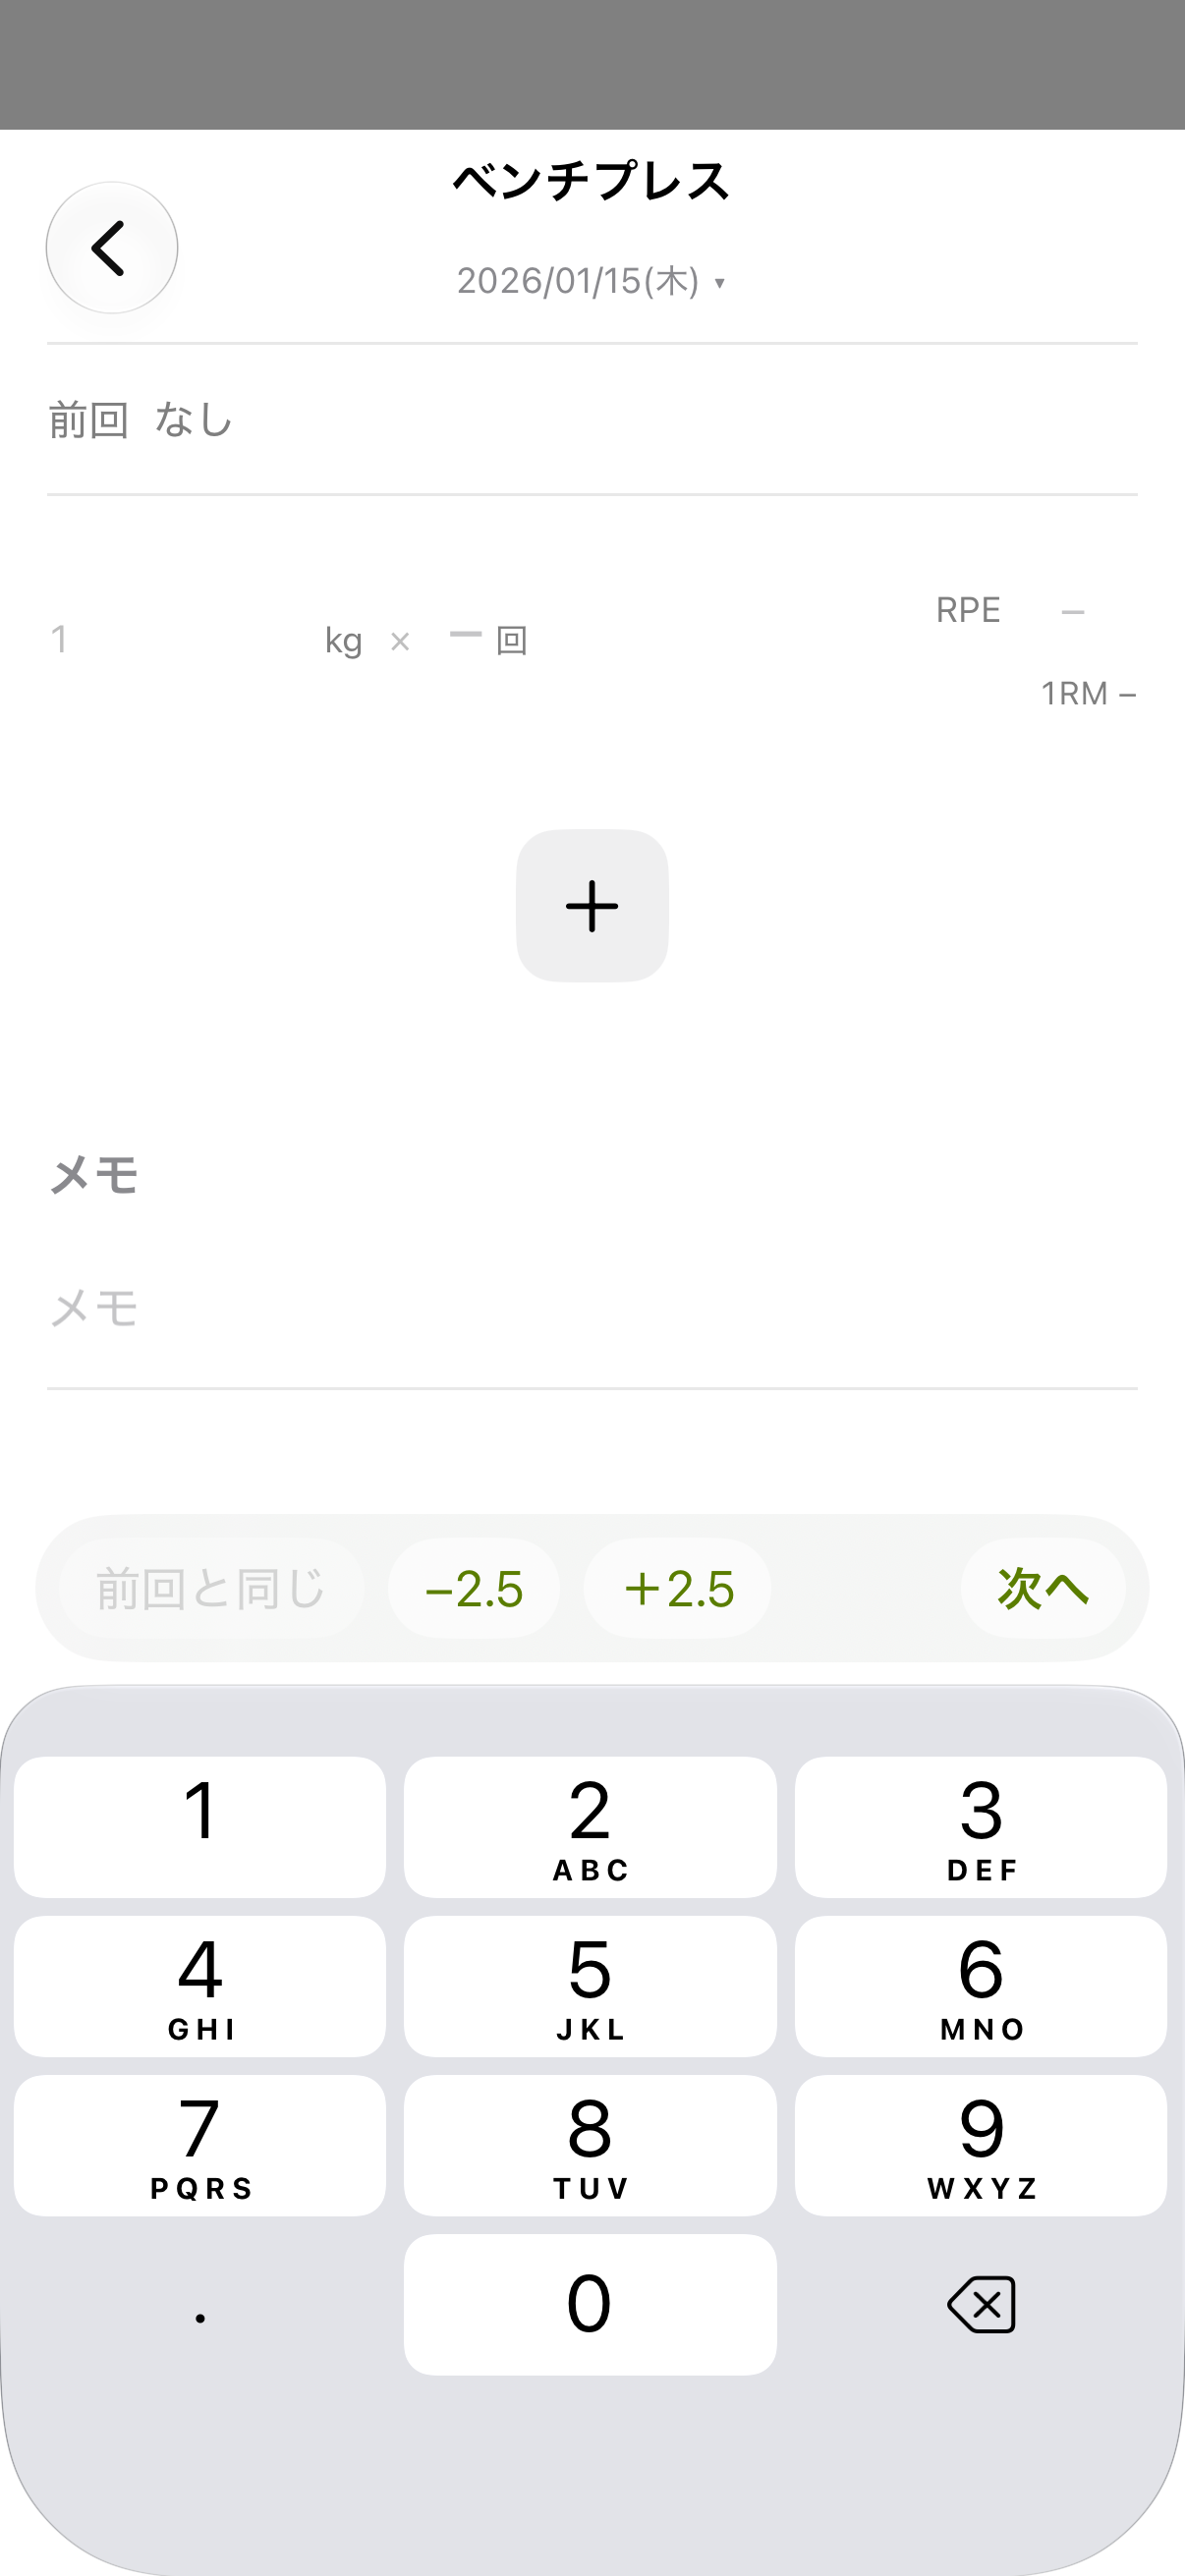 ベンチプレス
2026/01/15(木) ▾
前回 なし
RPE –
1 kg × – 回
1RM –
+
メモ
メモ
前回と同じ –2.5 +2.5 次へ
1 2 3
ABC DEF
4 5 6
GHI JKL MNO
7 8 9
PQRS TUV WXYZ
. 0